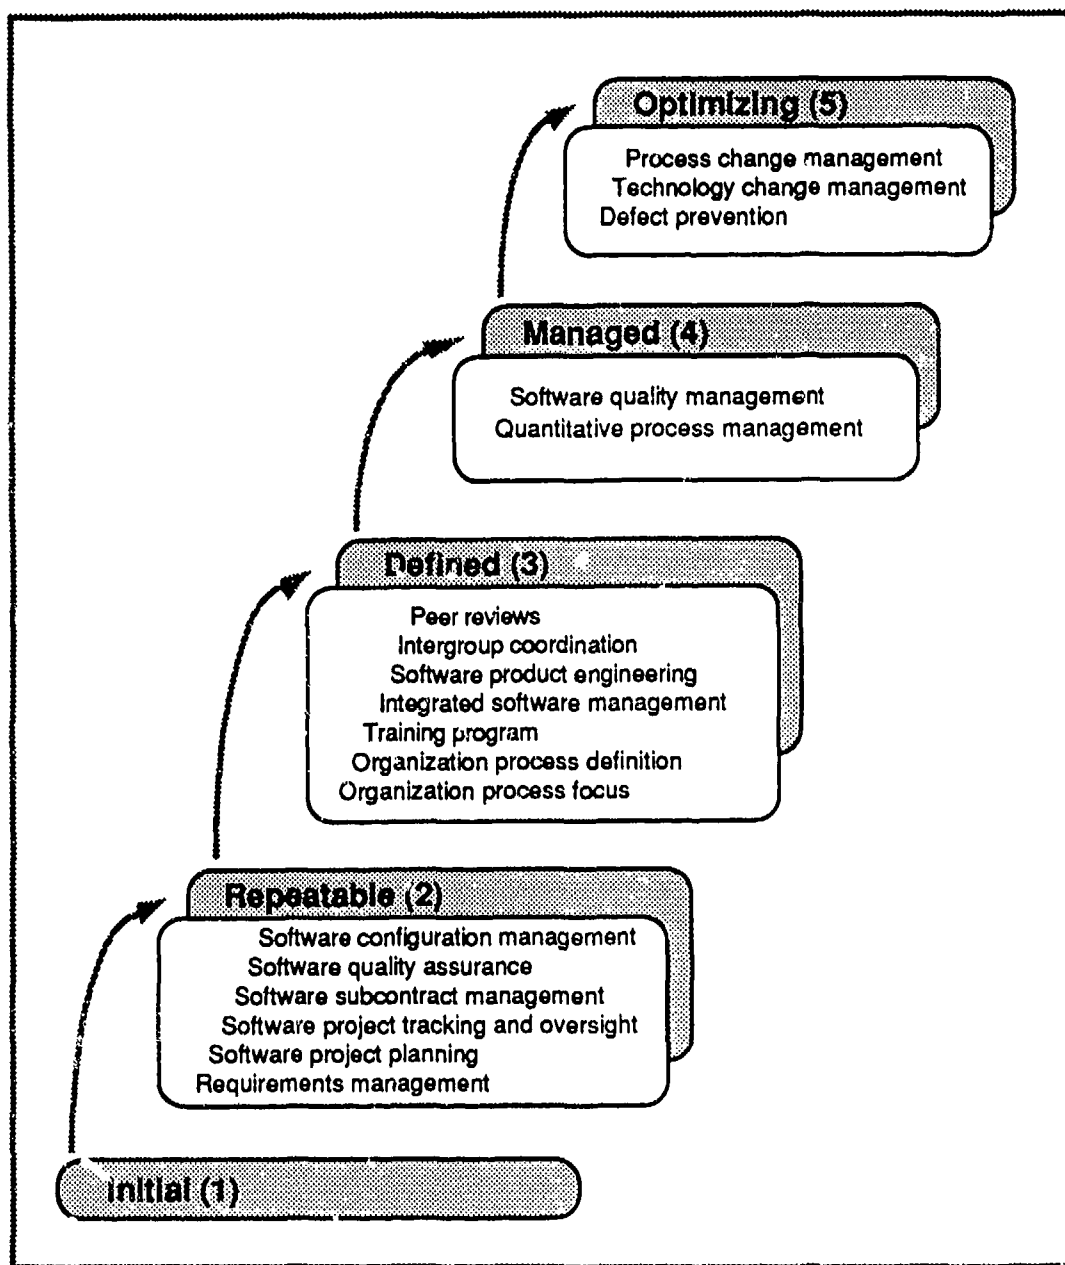 Optimizing (5)
Process change management
Technology change management
Defect prevention
Managed (4)
Software quality management
Quantitative process management
Defined (3)
Peer reviews
Intergroup coordination
Software product engineering
Integrated software management
Training program
Organization process definition
Organization process focus
Repeatable (2)
Software configuration management
Software quality assurance
Software subcontract management
Software project tracking and oversight
Software project planning
Requirements management
Initial (1)